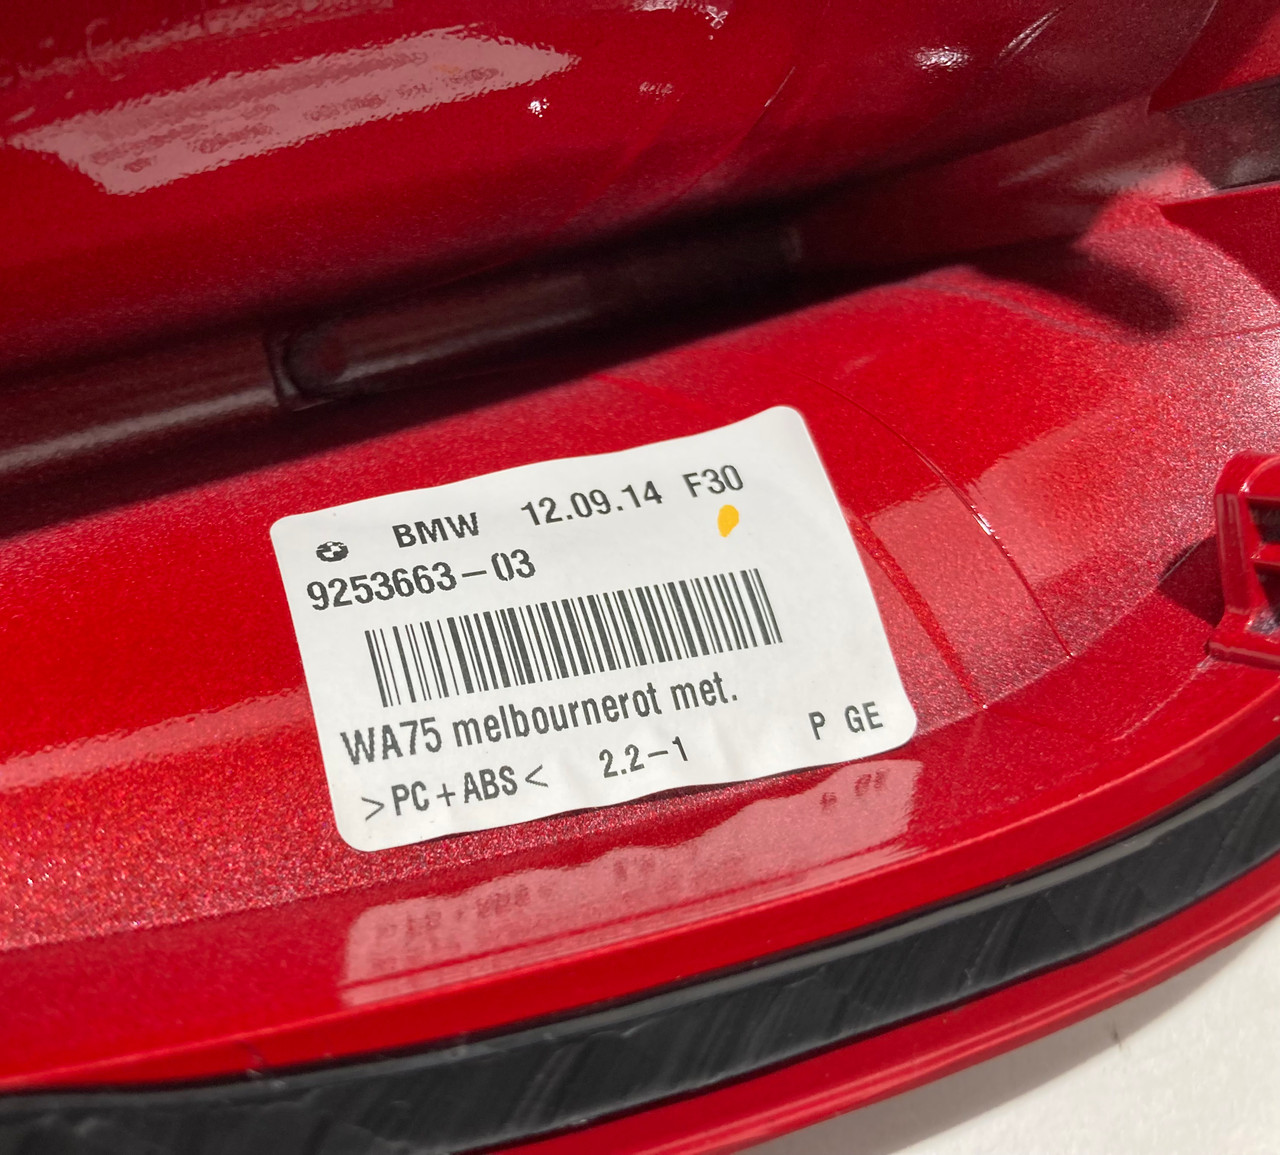 BMW 12.09.14 F30
9253663-03
WA75 melbournerot met.
>PC+ABS< 2.2-1 P GE